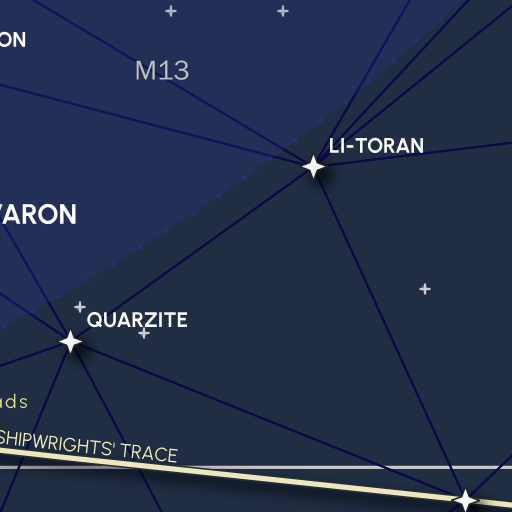 ON
M13
LI-TORAN
VARON
QUARZITE
ads
SHIPWRIGHTS' TRACE